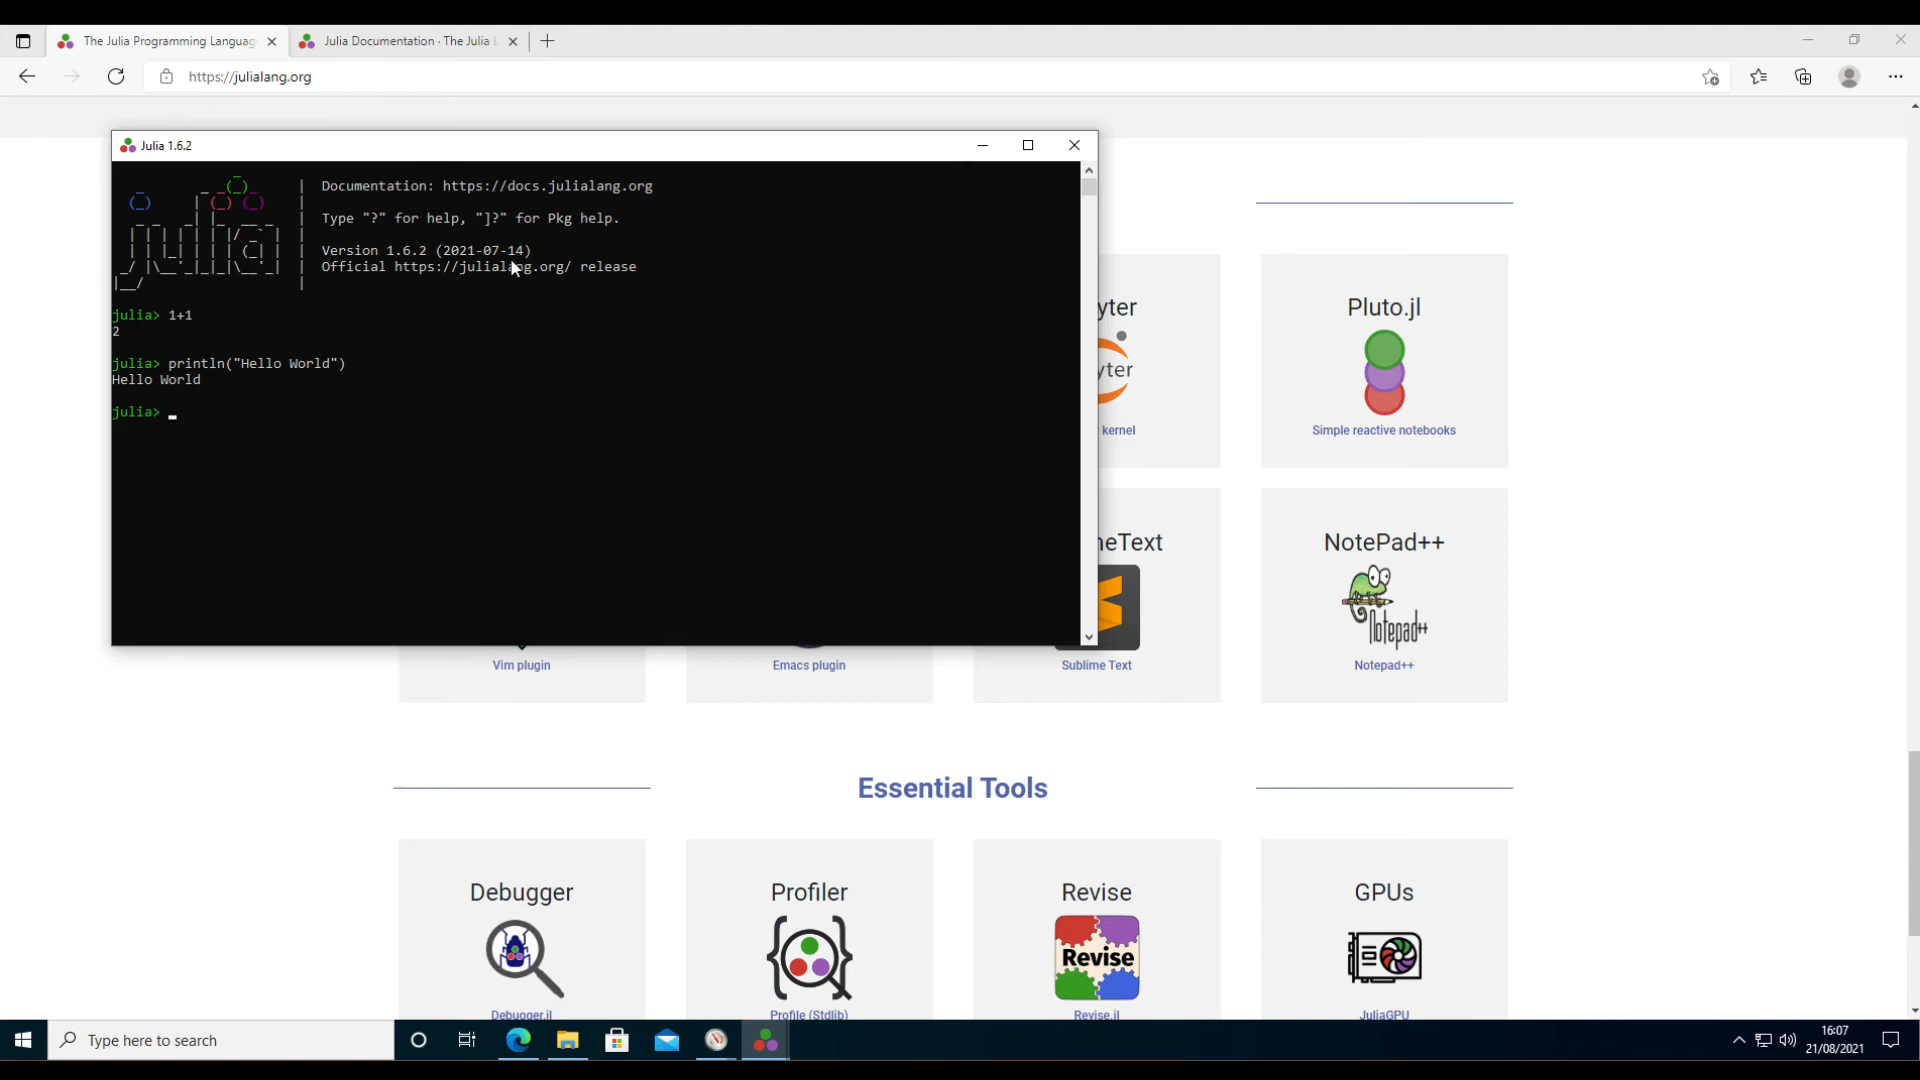 The Julia Programming Languag
Julia Documentation · The Julia L
https://julialang.org
Julia 1.6.2
Documentation: https://docs.julialang.org
Type "?" for help, "]?" for Pkg help.
Version 1.6.2 (2021-07-14)
Official https://julialang.org/ release
julia> 1+1
2
julia> println("Hello World")
Hello World
julia>
yter
Pluto.jl
yter
kernel
Simple reactive notebooks
neText
NotePad++
Notepad++
Vim plugin
Emacs plugin
Sublime Text
Notepad++
Essential Tools
Debugger
Profiler
Revise
GPUs
Revise
Debugger.jl
Profile (Stdlib)
Revise.jl
JuliaGPU
Type here to search
16:07
21/08/2021